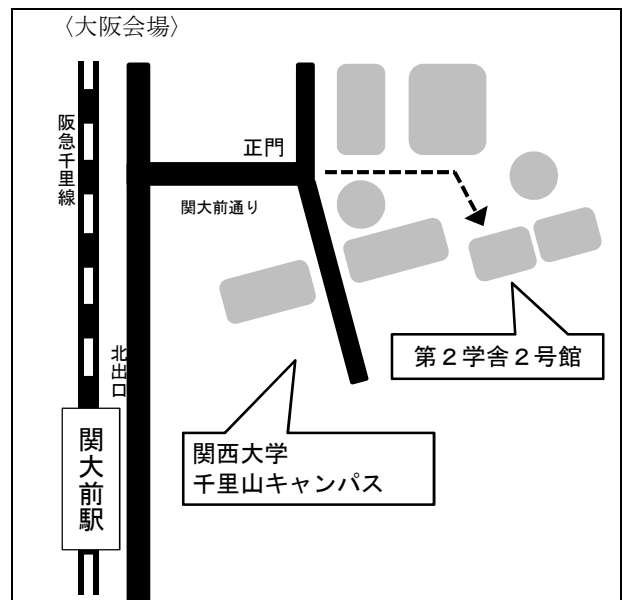 〈大阪会場〉
阪急千里線
正門
関大前通り
北出口
第２学舎２号館
関大前駅
関西大学
千里山キャンパス